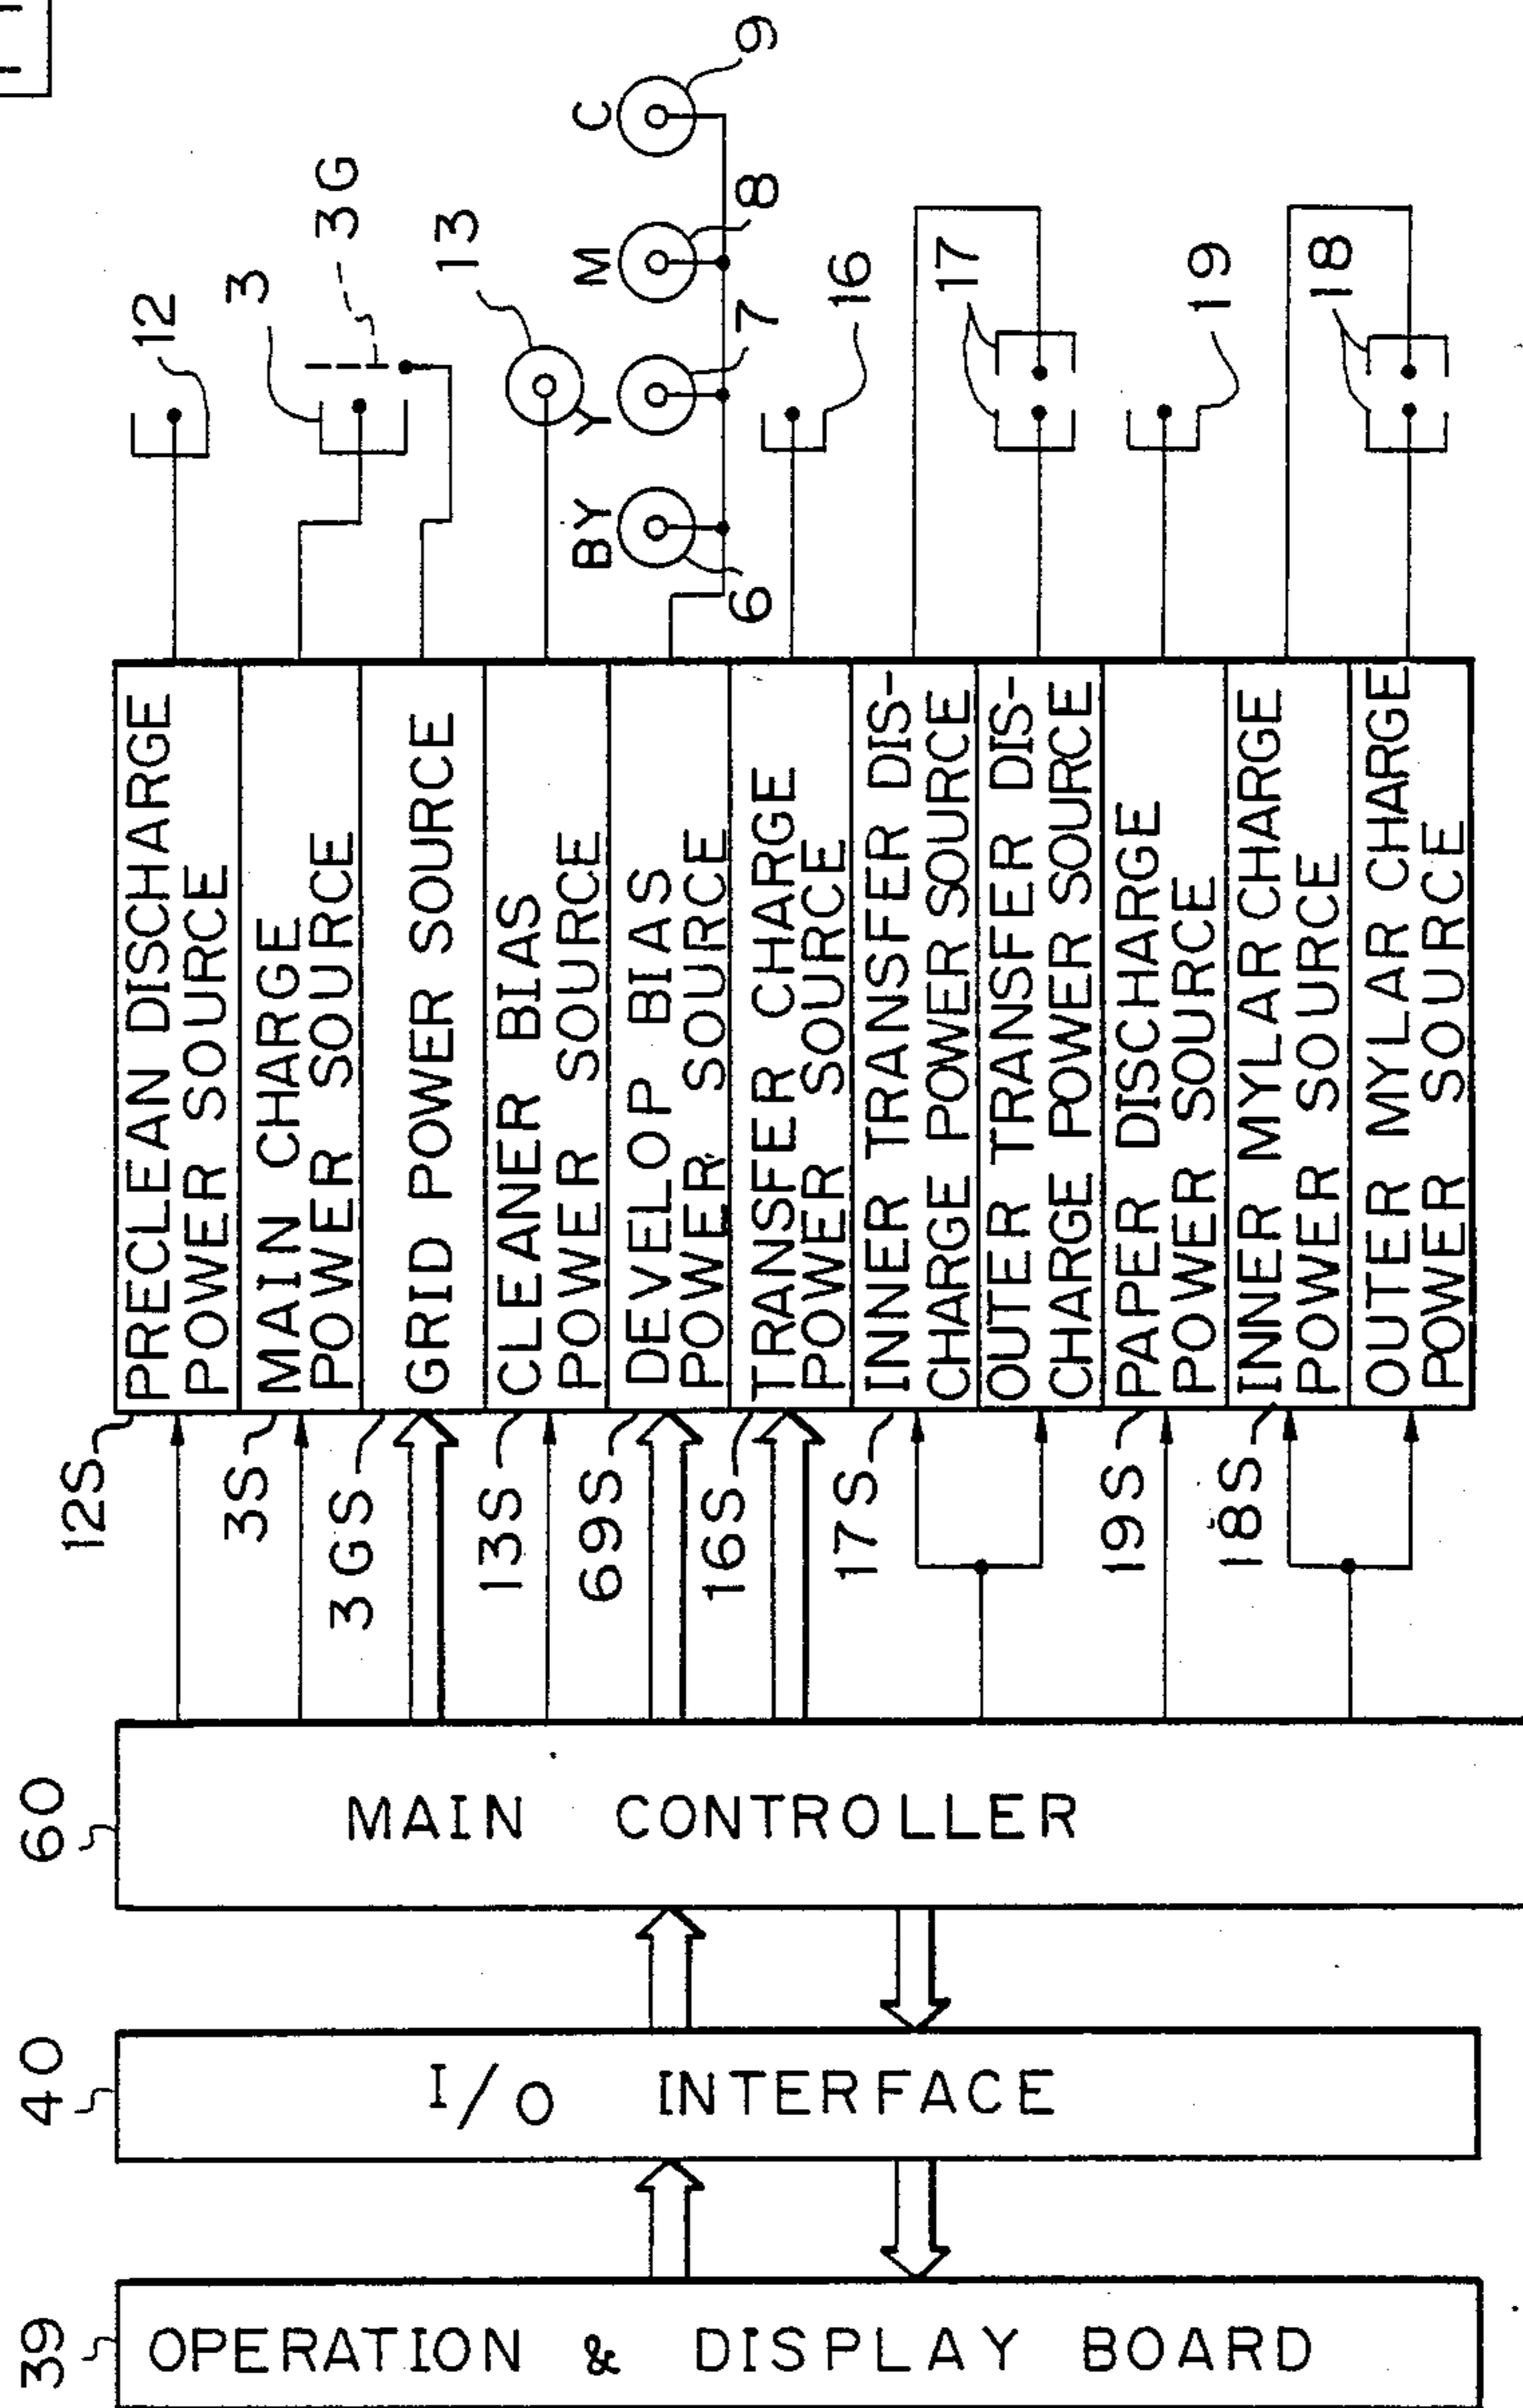 12
3
3G
13
BY
Y
M
C
6
7
8
9
16
17
19
18
PRECLEAN DISCHARGE
POWER SOURCE
MAIN CHARGE
POWER SOURCE
GRID POWER SOURCE
CLEANER BIAS
POWER SOURCE
DEVELOP BIAS
POWER SOURCE
TRANSFER CHARGE
POWER SOURCE
INNER TRANSFER DIS-
CHARGE POWER SOURCE
OUTER TRANSFER DIS-
CHARGE POWER SOURCE
PAPER DISCHARGE
POWER SOURCE
INNER MYLAR CHARGE
POWER SOURCE
OUTER MYLAR CHARGE
POWER SOURCE
12S
3S
3GS
13S
69S
16S
17S
19S
18S
60
MAIN CONTROLLER
40
I/O INTERFACE
39
OPERATION & DISPLAY BOARD